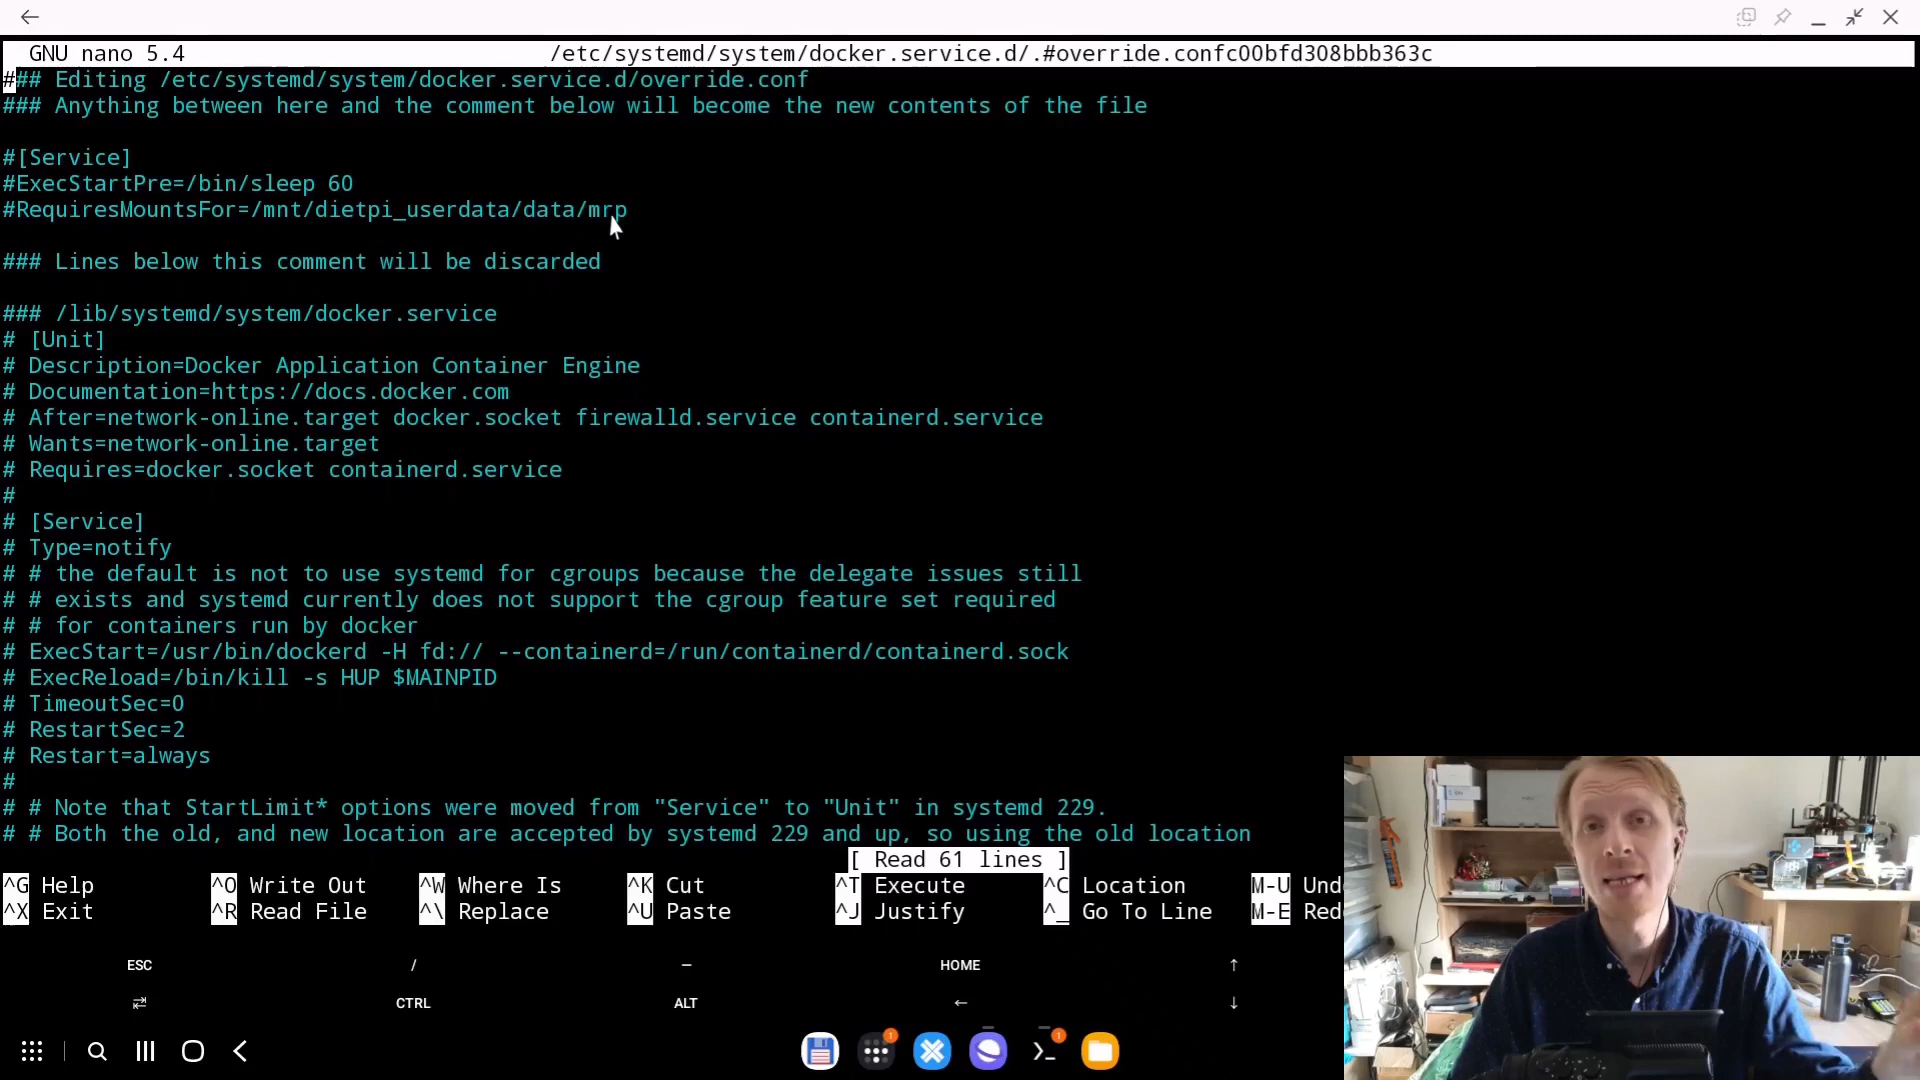 GNU nano 5.4 /etc/systemd/system/docker.service.d/.#override.confc00bfd308bbb363c
### Editing /etc/systemd/system/docker.service.d/override.conf
### Anything between here and the comment below will become the new contents of the file
#[Service]
#ExecStartPre=/bin/sleep 60
#RequiresMountsFor=/mnt/dietpi_userdata/data/mrp
### Lines below this comment will be discarded
### /lib/systemd/system/docker.service
# [Unit]
# Description=Docker Application Container Engine
# Documentation=https://docs.docker.com
# After=network-online.target docker.socket firewalld.service containerd.service
# Wants=network-online.target
# Requires=docker.socket containerd.service
#
# [Service]
# Type=notify
# # the default is not to use systemd for cgroups because the delegate issues still
# # exists and systemd currently does not support the cgroup feature set required
# # for containers run by docker
# ExecStart=/usr/bin/dockerd -H fd:// --containerd=/run/containerd/containerd.sock
# ExecReload=/bin/kill -s HUP $MAINPID
# TimeoutSec=0
# RestartSec=2
# Restart=always
#
# # Note that StartLimit* options were moved from "Service" to "Unit" in systemd 229.
# # Both the old, and new location are accepted by systemd 229 and up, so using the old location
[ Read 61 lines ]
^G Help ^O Write Out ^W Where Is ^K Cut ^T Execute ^C Location M-U Und
^X Exit ^R Read File ^\ Replace ^U Paste ^J Justify ^_ Go To Line M-E Red
ESC / – HOME ↑
⇄ CTRL ALT ← ↓
1 1